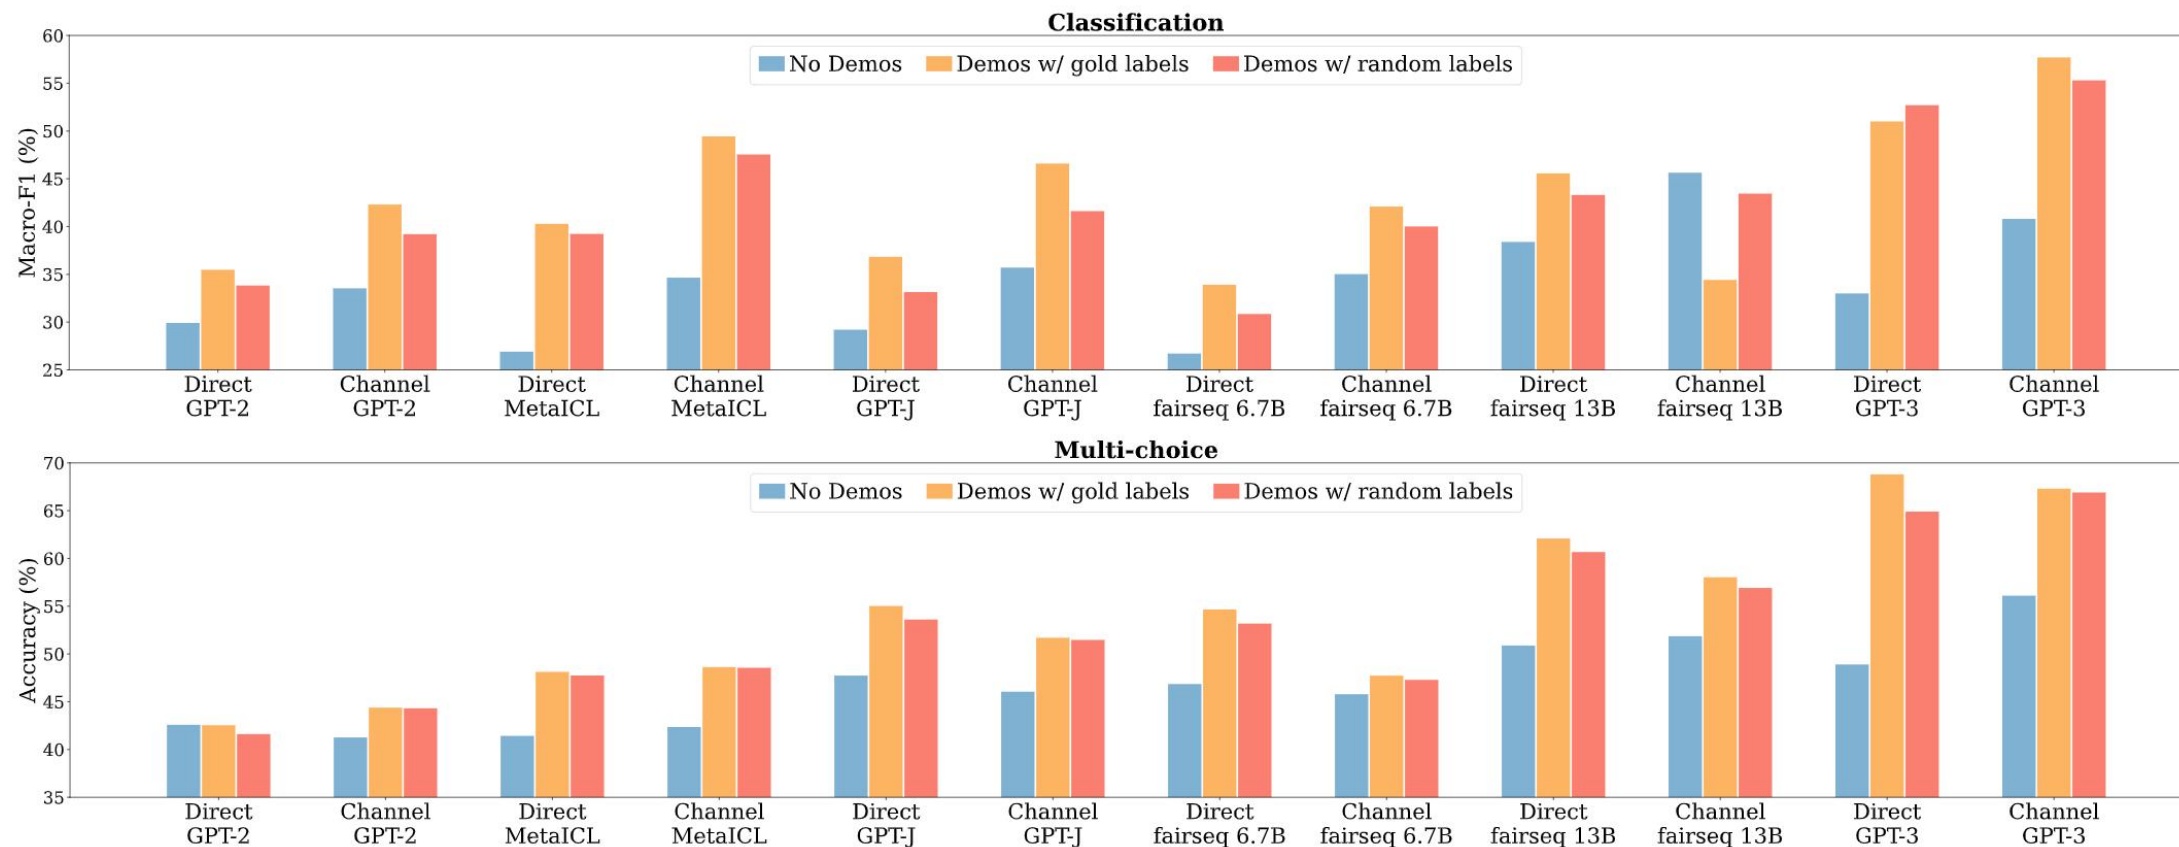 Classification
No Demos Demos w/ gold labels Demos w/ random labels
Macro-F1 (%)
60
55
50
45
40
35
30
25
Direct Channel Direct Channel Direct Channel Direct Channel Direct Channel Direct Channel
GPT-2 GPT-2 MetaICL MetaICL GPT-J GPT-J fairseq 6.7B fairseq 6.7B fairseq 13B fairseq 13B GPT-3 GPT-3
Multi-choice
No Demos Demos w/ gold labels Demos w/ random labels
Accuracy (%)
70
65
60
55
50
45
40
35
Direct Channel Direct Channel Direct Channel Direct Channel Direct Channel Direct Channel
GPT-2 GPT-2 MetaICL MetaICL GPT-J GPT-J fairseq 6.7B fairseq 6.7B fairseq 13B fairseq 13B GPT-3 GPT-3